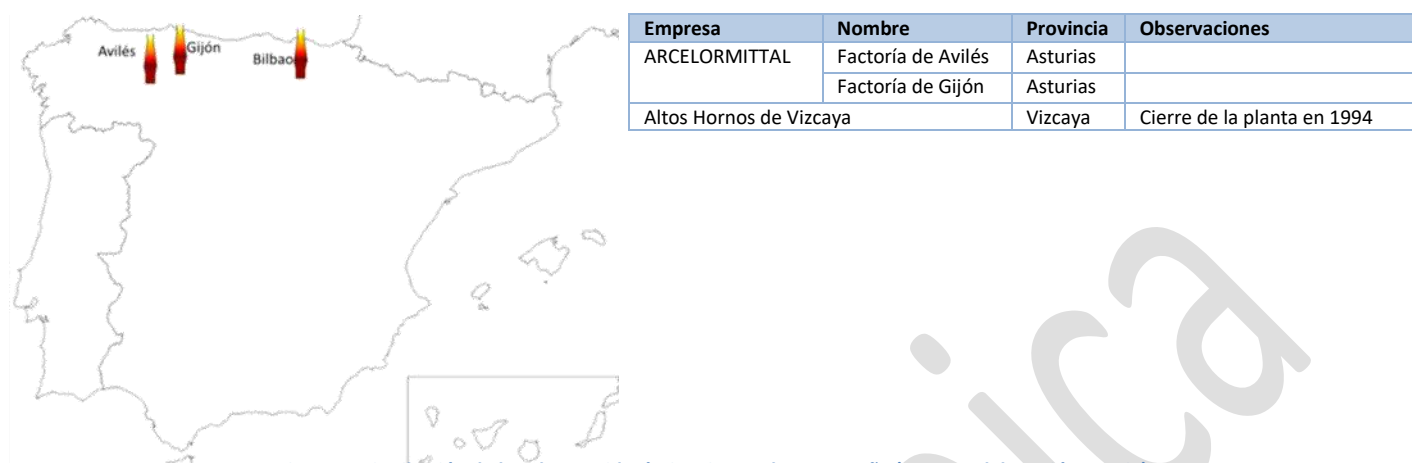 Avilés
Gijón
Bilbao
Empresa Nombre Provincia Observaciones
ARCELORMITTAL Factoría de Avilés Asturias
Factoría de Gijón Asturias
Altos Hornos de Vizcaya Vizcaya Cierre de la planta en 1994